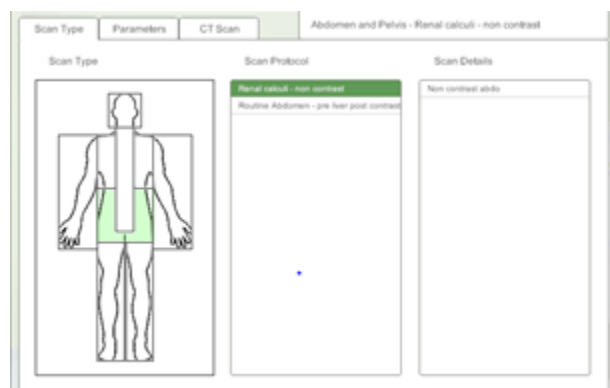 Scan Type
Parameters
CT Scan
Abdomen and Pelvis - Renal calculi - non contrast
Scan Type
Scan Protocol
Scan Details
Renal calculi - non contrast
Routine Abdomen - pre liver post contrast
Non contrast abdo